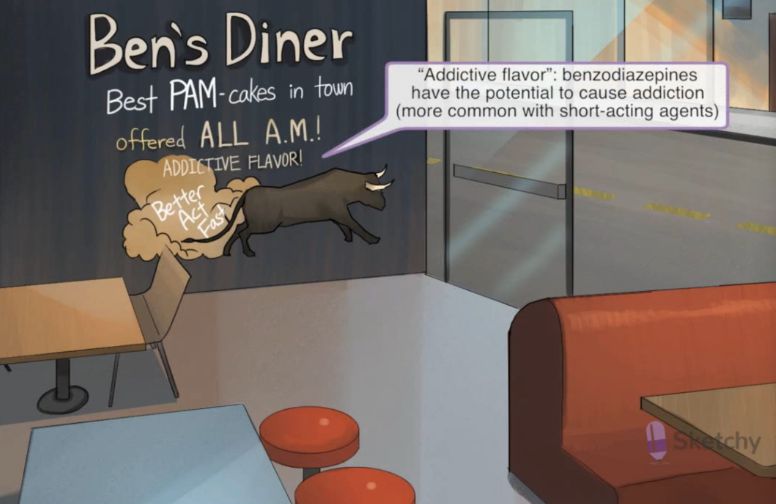 Ben's Diner
Best PAM-cakes in town
offered ALL A.M.!
ADDICTIVE FLAVOR!
Better
Act
Fast
"Addictive flavor": benzodiazepines
have the potential to cause addiction
(more common with short-acting agents)
Sketchy